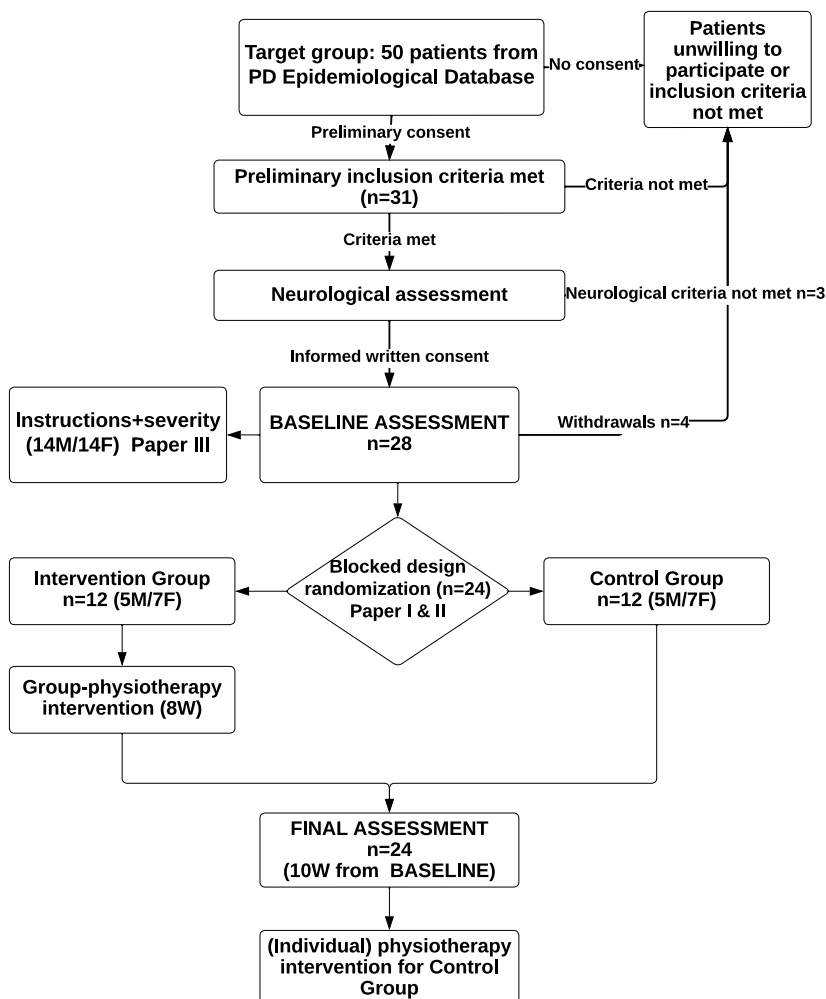 Target group: 50 patients from
PD Epidemiological Database
No consent
Patients
unwilling to
participate or
inclusion criteria
not met
Preliminary consent
Preliminary inclusion criteria met
(n=31)
Criteria not met
Criteria met
Neurological assessment
Neurological criteria not met n=3
Informed written consent
Instructions+severity
(14M/14F) Paper III
BASELINE ASSESSMENT
n=28
Withdrawals n=4
Blocked design
randomization (n=24)
Paper I & II
Intervention Group
n=12 (5M/7F)
Control Group
n=12 (5M/7F)
Group-physiotherapy
intervention (8W)
FINAL ASSESSMENT
n=24
(10W from BASELINE)
(Individual) physiotherapy
intervention for Control
Group